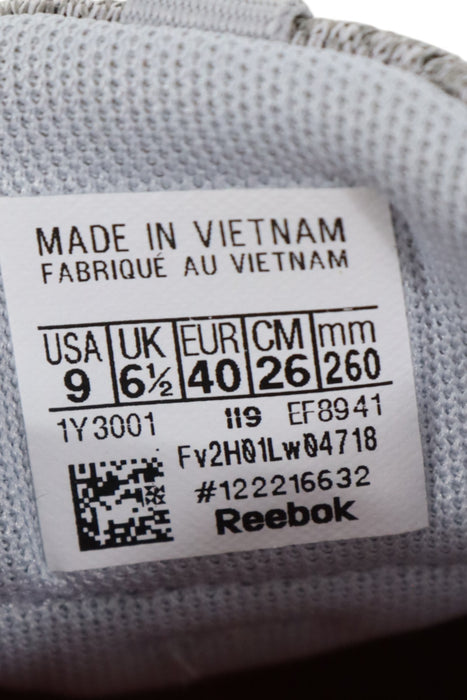 MADE IN VIETNAM
FABRIQUÉ AU VIETNAM
USA UK EUR CM mm
9 6½ 40 26 260
1Y3001 119 EF8941
Fv2H01Lw04718
#122216632
Reebok